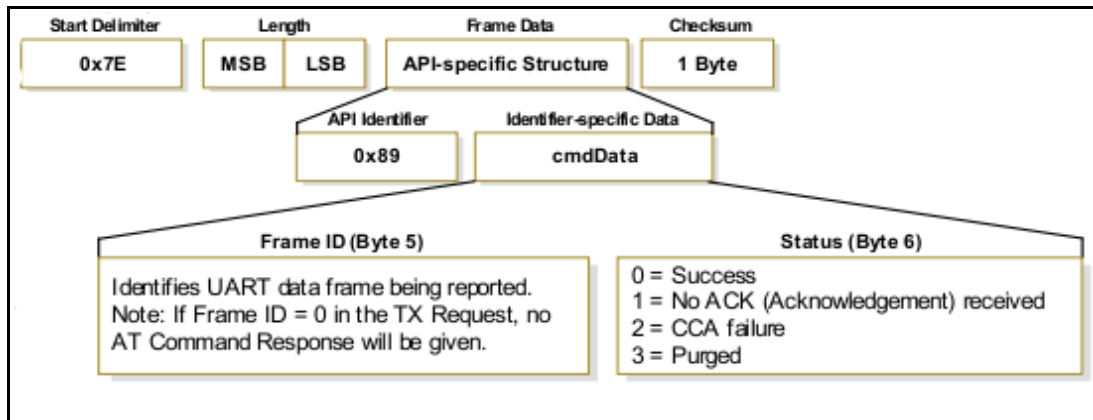 Start Delimiter Length Frame Data Checksum
0x7E MSB LSB API-specific Structure 1 Byte
API Identifier Identifier-specific Data
0x89 cmdData
Frame ID (Byte 5)
Identifies UART data frame being reported.
Note: If Frame ID = 0 in the TX Request, no
AT Command Response will be given.
Status (Byte 6)
0 = Success
1 = No ACK (Acknowledgement) received
2 = CCA failure
3 = Purged